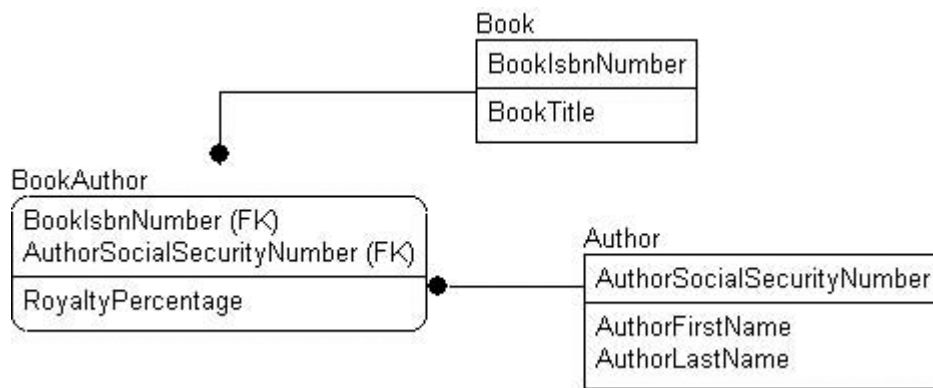 Book
BookIsbnNumber
BookTitle
BookAuthor
BookIsbnNumber (FK)
AuthorSocialSecurityNumber (FK)
RoyaltyPercentage
Author
AuthorSocialSecurityNumber
AuthorFirstName
AuthorLastName